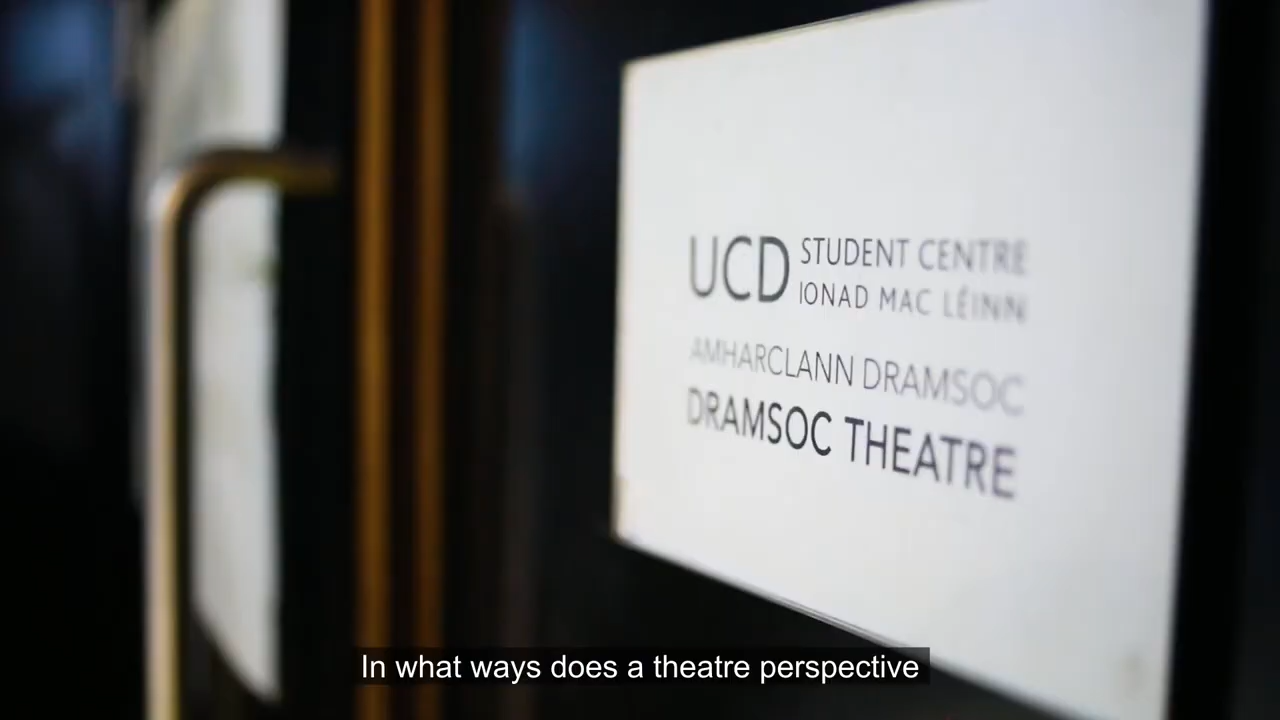 UCD STUDENT CENTRE
IONAD MAC LÉINN
AMHARCLANN DRAMSOC
DRAMSOC THEATRE
In what ways does a theatre perspective